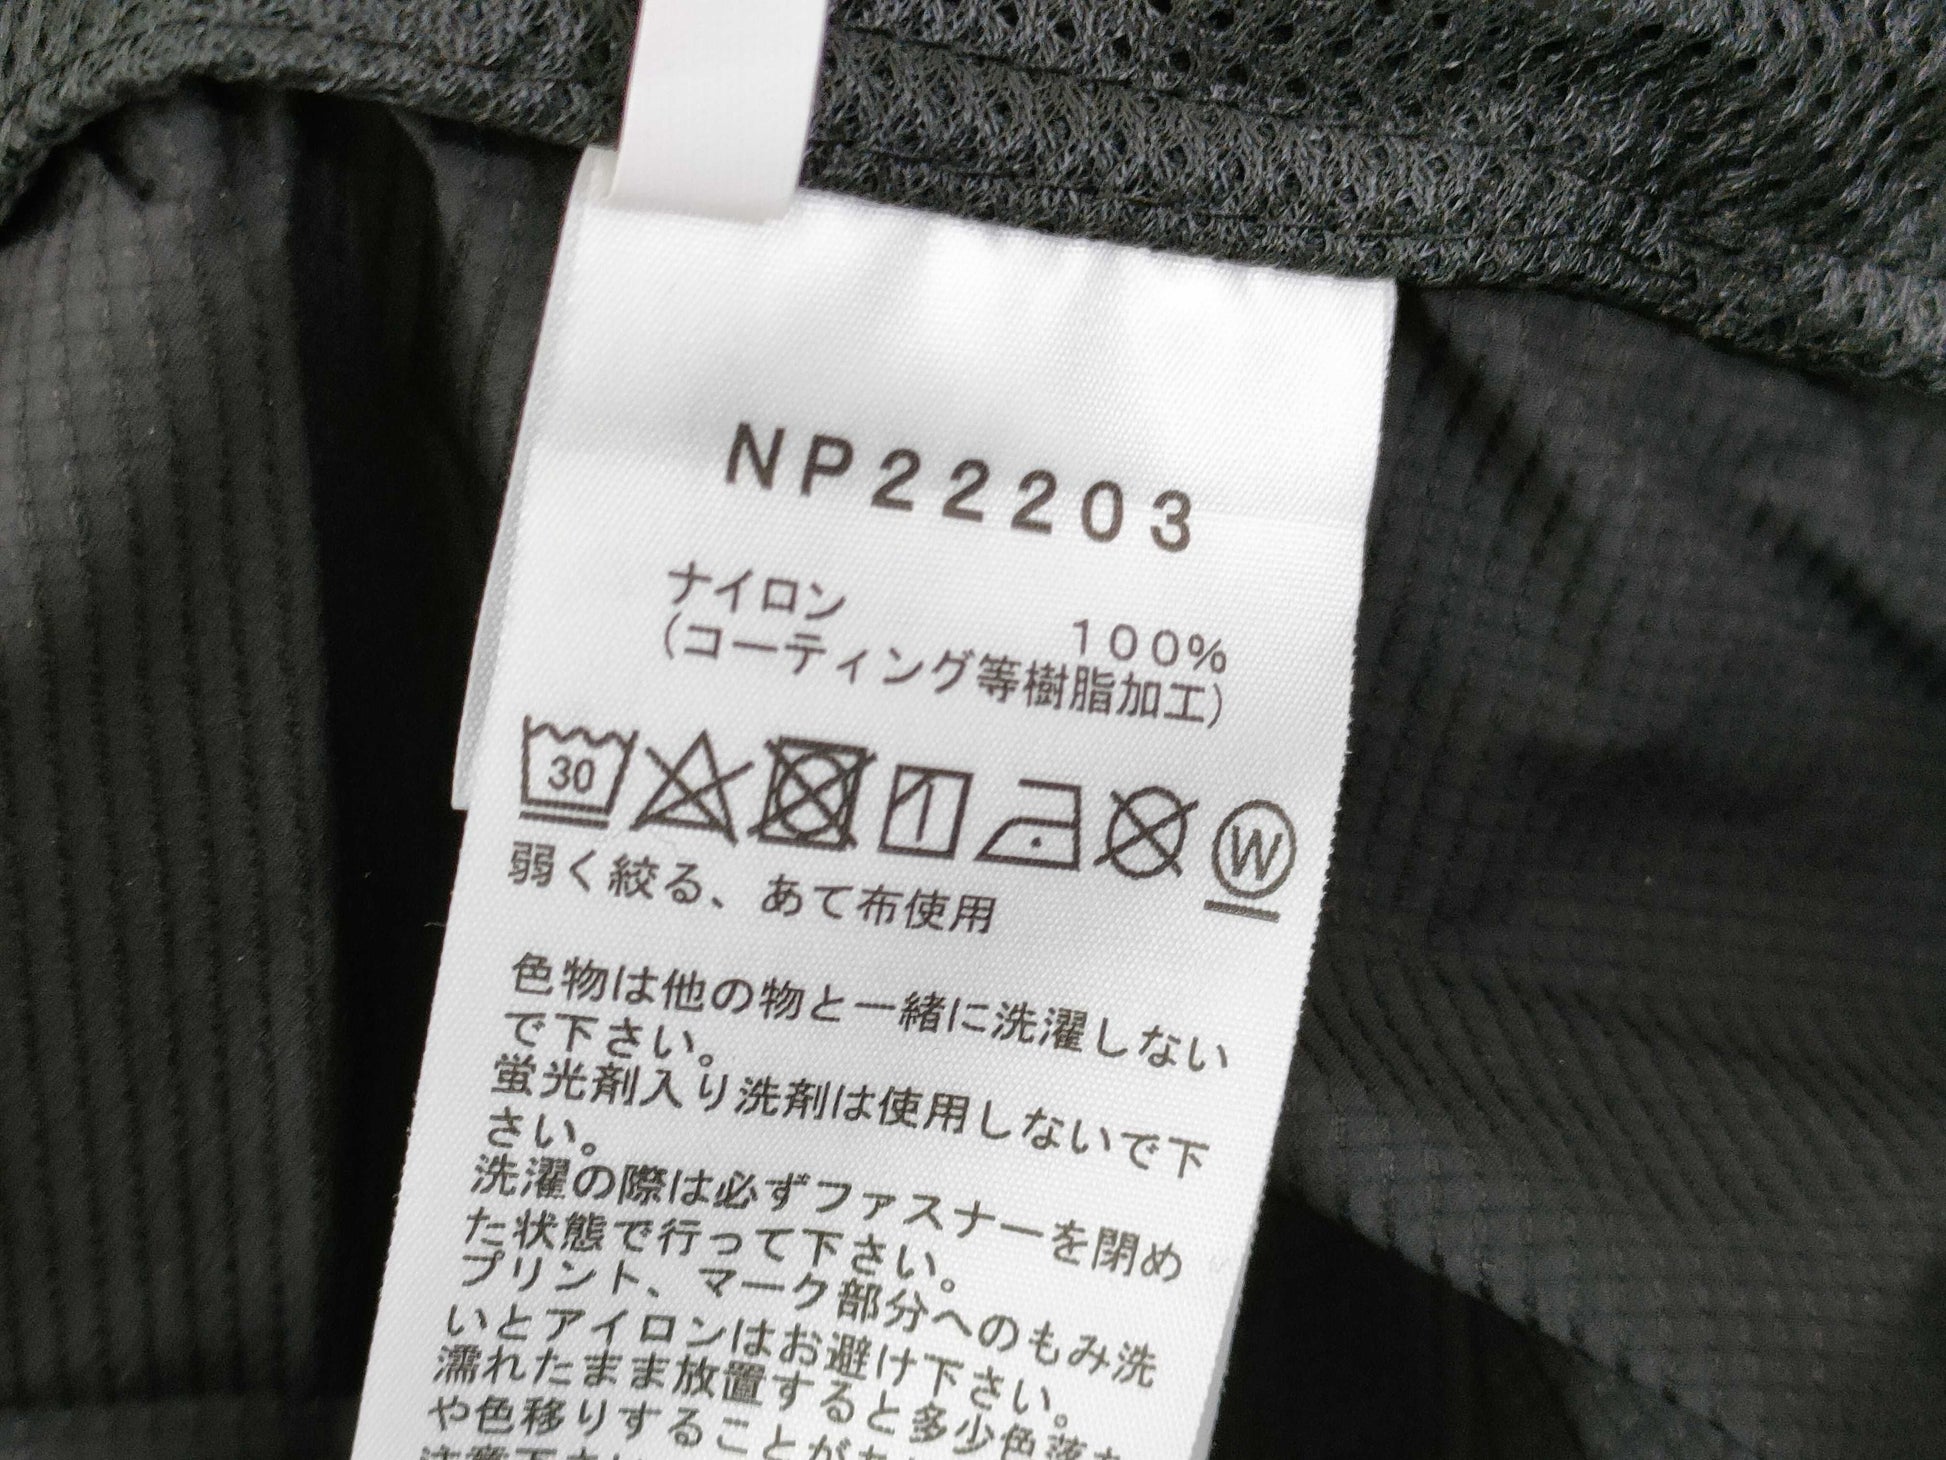 NP22203
ナイロン 100%
(コーティング等樹脂加工)
30 W
弱く絞る、あて布使用
色物は他の物と一緒に洗濯しない
で下さい。
蛍光剤入り洗剤は使用しないで下
さい。
洗濯の際は必ずファスナーを閉め
た状態で行って下さい。
プリント、マーク部分へのもみ洗
いとアイロンはお避け下さい。
濡れたまま放置すると多少色落
や色移りすることが